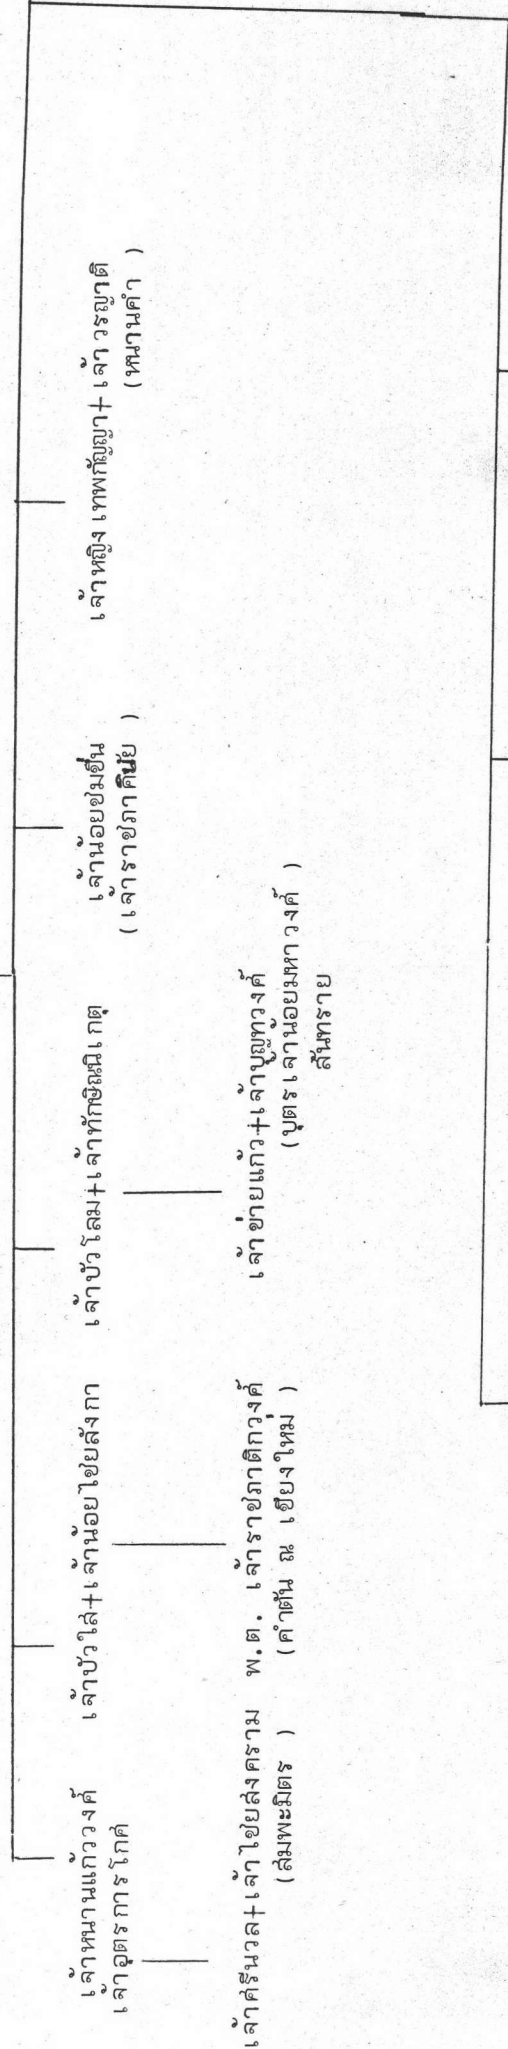 เจ้าหนานแก้ววงศ์
เจ้าอุตรการโกศ
เจ้าศรีนวล+เจ้าไชยสงคราม
(สมพะมิตร )
เจ้าบัวใส+เจ้าน้อยไชยลังกา
พ.ต. เจ้าราชภาติกวงศ์
(คำตัน ณ เชียงใหม่ )
เจ้าบัวโลม+เจ้าทักษิณนิเกตุ
เจ้าข่ายแก้ว+เจ้าปุญญวงศ์
(บุตรเจ้าน้อยมหาวงศ์ )
สันทราย
เจ้าน้อยชมชื่น
(เจ้าราชภาคินัย )
เจ้าหญิงเทพกัญญา+เจ้าวรญาติ
(หนานคำ )